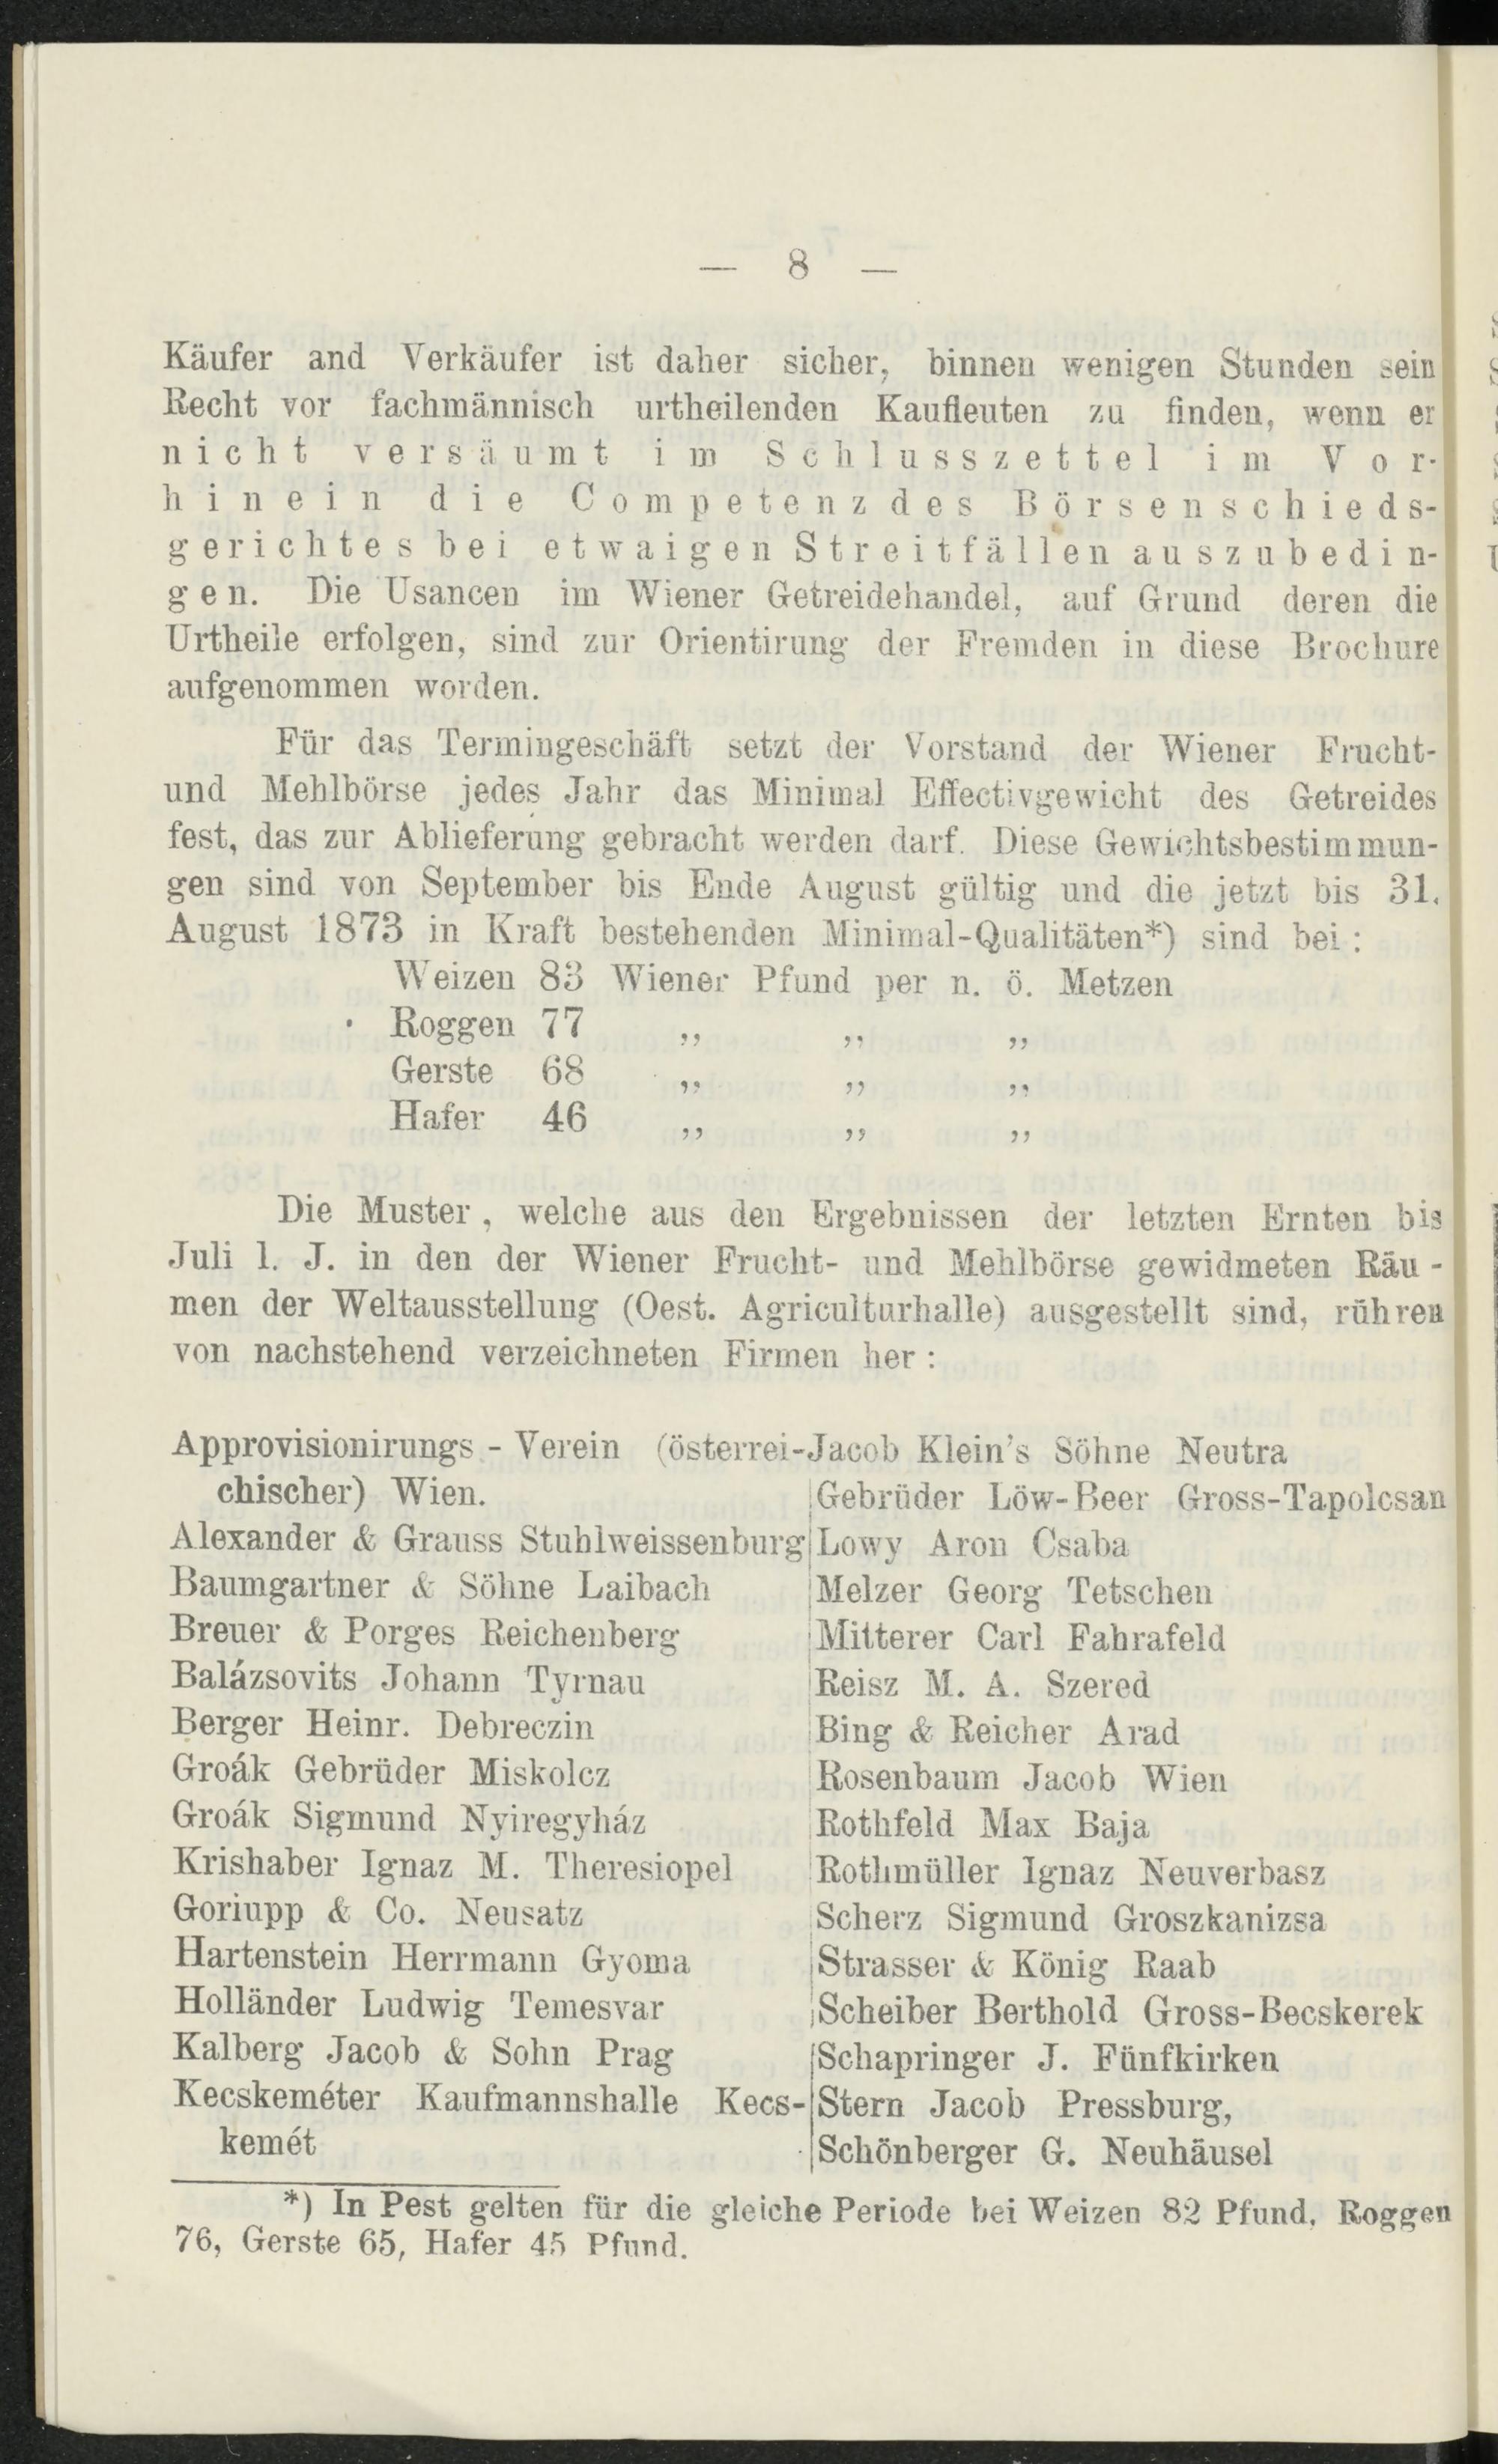 — 8 —
Käufer and Verkäufer ist daher sicher, binnen wenigen Stunden sein
Recht vor fachmännisch urtheilenden Kaufleuten zu finden, wenn er
nicht versäumt im Schlusszettel im Vor-
hinein die Competenz des Börsenschieds-
gerichtes bei etwaigen Streitfällen auszubedin-
gen. Die Usancen im Wiener Getreidehandel, auf Grund deren die
Urtheile erfolgen, sind zur Orientirung der Fremden in diese Brochure
aufgenommen worden.
Für das Termingeschäft setzt der Vorstand der Wiener Frucht-
und Mehlbörse jedes Jahr das Minimal Effectivgewicht des Getreides
fest, das zur Ablieferung gebracht werden darf. Diese Gewichtsbestimmun-
gen sind von September bis Ende August gültig und die jetzt bis 31.
August 1873 in Kraft bestehenden Minimal-Qualitäten*) sind bei :
Weizen 83 Wiener Pfund per n. ö. Metzen
Roggen 77 „ „ „
Gerste 68 „ „ „
Hafer 46 „ „ „
Die Muster, welche aus den Ergebnissen der letzten Ernten bis
Juli l. J. in den der Wiener Frucht- und Mehlbörse gewidmeten Räu-
men der Weltausstellung (Oest. Agriculturhalle) ausgestellt sind, rühren
von nachstehend verzeichneten Firmen her :
Approvisionirungs-Verein (österrei-
chischer) Wien.
Alexander & Grauss Stuhlweissenburg
Baumgartner & Söhne Laibach
Breuer & Porges Reichenberg
Balázsovits Johann Tyrnau
Berger Heinr. Debreczin
Groák Gebrüder Miskolcz
Groák Sigmund Nyiregyház
Krishaber Ignaz M. Theresiopel
Goriupp & Co. Neusatz
Hartenstein Herrmann Gyoma
Holländer Ludwig Temesvar
Kalberg Jacob & Sohn Prag
Kecskeméter Kaufmannshalle Kecs-
kemét
Jacob Klein's Söhne Neutra
Gebrüder Löw-Beer Gross-Tapolcsan
Lowy Aron Csaba
Melzer Georg Tetschen
Mitterer Carl Fahrafeld
Reisz M. A. Szered
Bing & Reicher Arad
Rosenbaum Jacob Wien
Rothfeld Max Baja
Rothmüller Ignaz Neuverbasz
Scherz Sigmund Groszkanizsa
Strasser & König Raab
Scheiber Berthold Gross-Becskerek
Schapringer J. Fünfkirken
Stern Jacob Pressburg,
Schönberger G. Neuhäusel
*) In Pest gelten für die gleiche Periode bei Weizen 82 Pfund, Roggen
76, Gerste 65, Hafer 45 Pfund.